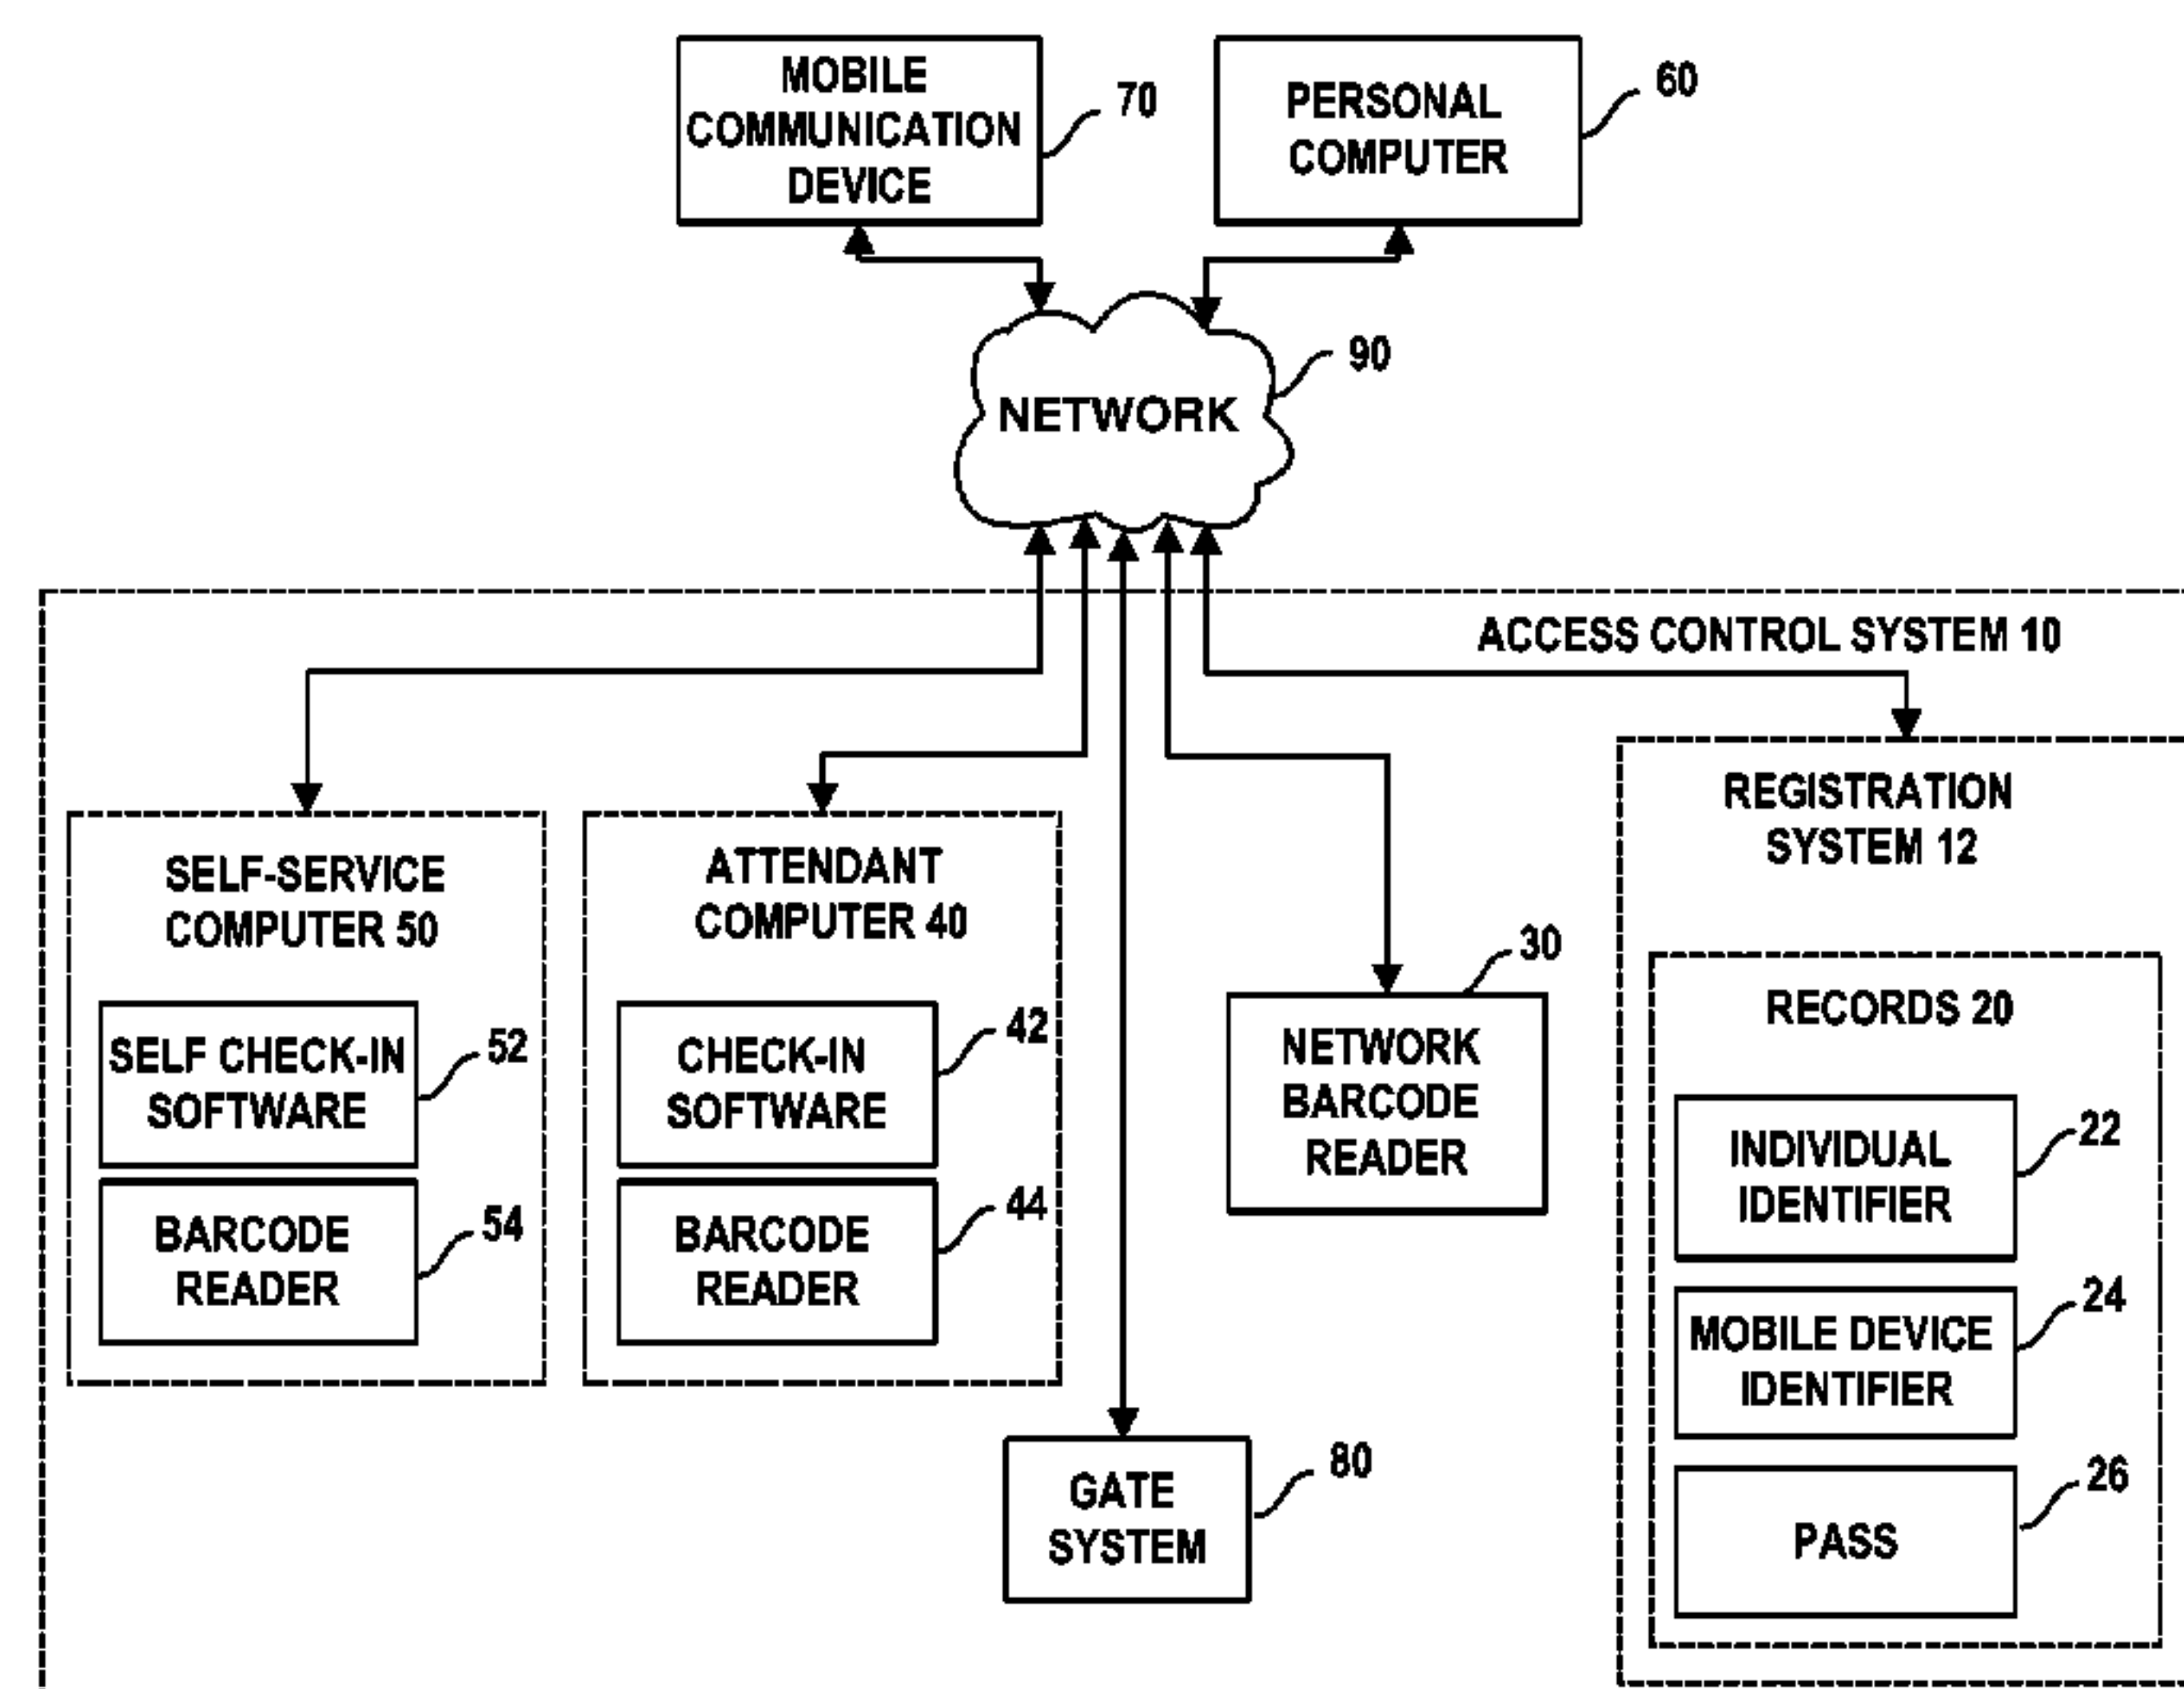 MOBILE
COMMUNICATION
DEVICE
70
PERSONAL
COMPUTER
60
NETWORK
90
ACCESS CONTROL SYSTEM 10
SELF-SERVICE
COMPUTER 50
SELF CHECK-IN
SOFTWARE
52
BARCODE
READER
54
ATTENDANT
COMPUTER 40
CHECK-IN
SOFTWARE
42
BARCODE
READER
44
GATE
SYSTEM
80
NETWORK
BARCODE
READER
30
REGISTRATION
SYSTEM 12
RECORDS 20
INDIVIDUAL
IDENTIFIER
22
MOBILE DEVICE
IDENTIFIER
24
PASS
26